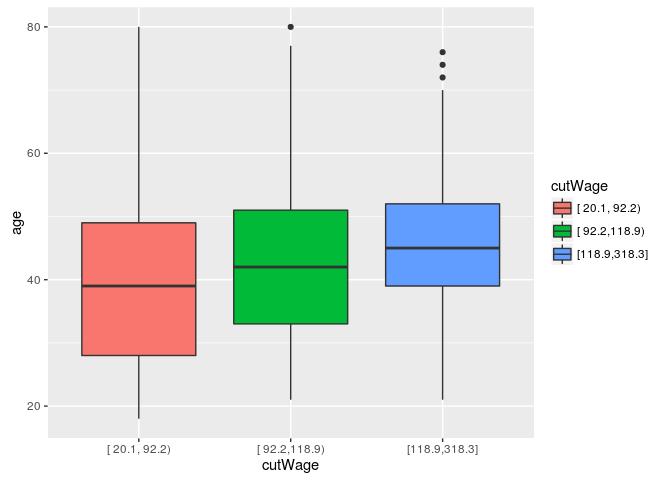 80
60
40
20
age
[ 20.1, 92.2)
[ 92.2,118.9)
[118.9,318.3]
cutWage
cutWage
[ 20.1, 92.2)
[ 92.2,118.9)
[118.9,318.3]